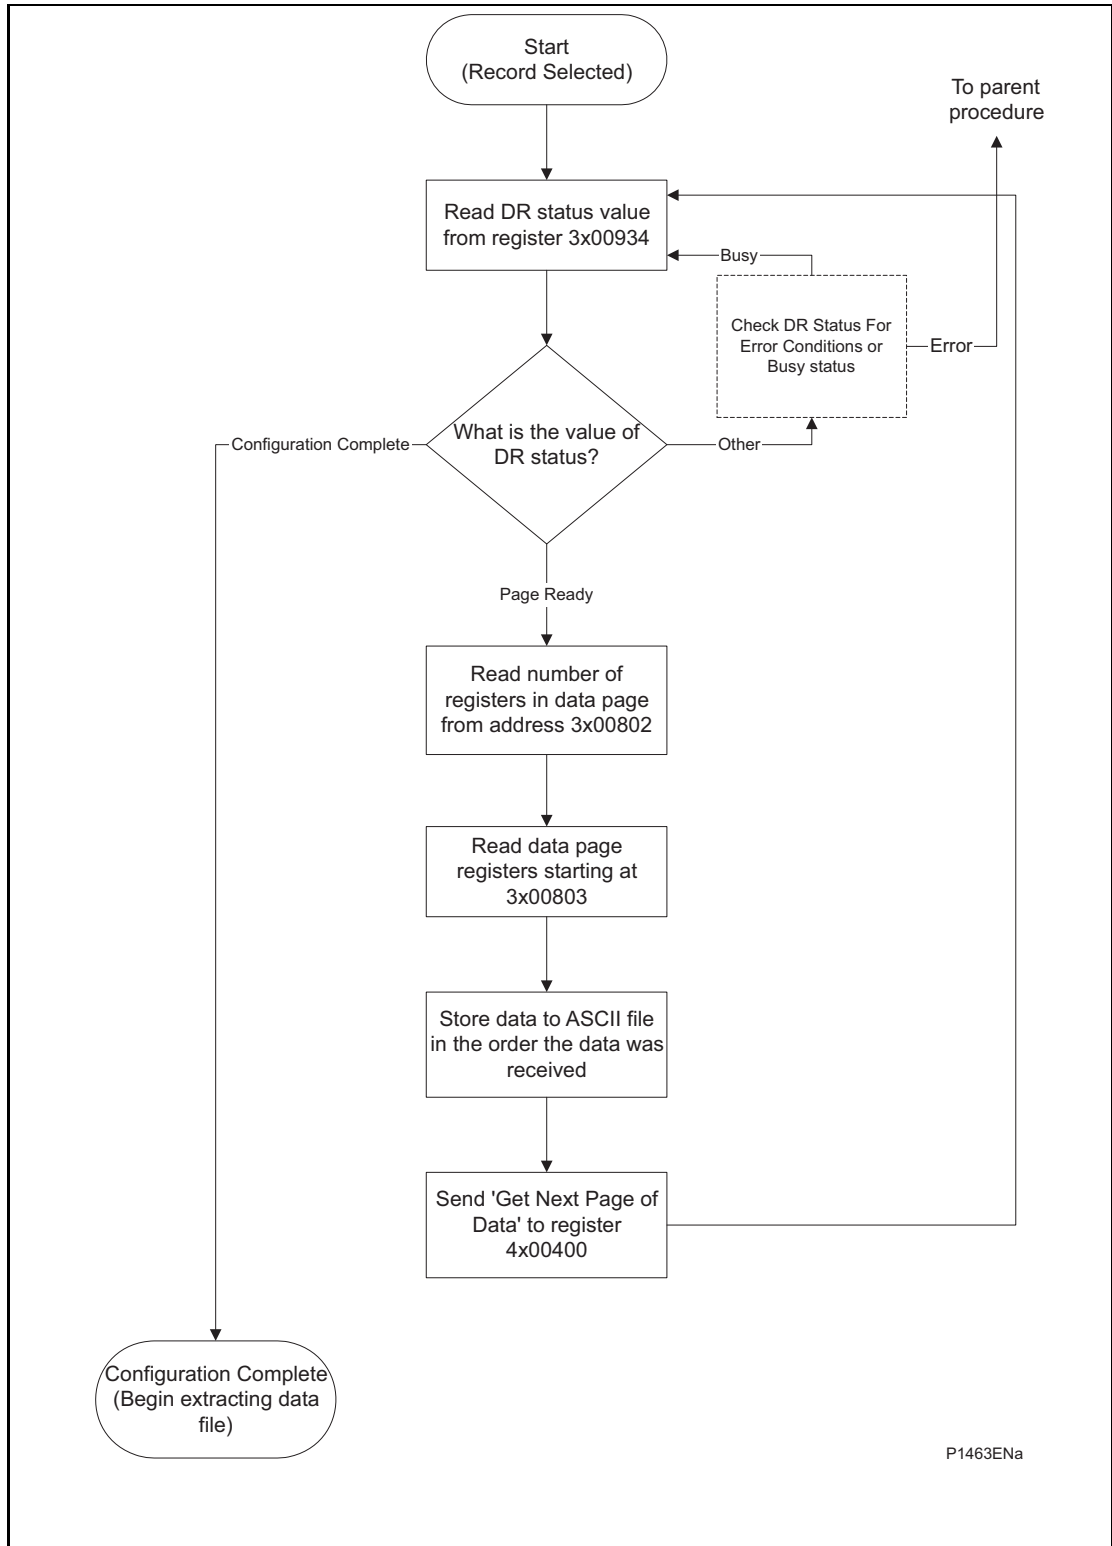 Start
(Record Selected)
To parent
procedure
Read DR status value
from register 3x00934
Busy
Check DR Status For
Error Conditions or
Busy status
Error
What is the value of
DR status?
Configuration Complete
Other
Page Ready
Read number of
registers in data page
from address 3x00802
Read data page
registers starting at
3x00803
Store data to ASCII file
in the order the data was
received
Send 'Get Next Page of
Data' to register
4x00400
Configuration Complete
(Begin extracting data
file)
P1463ENa